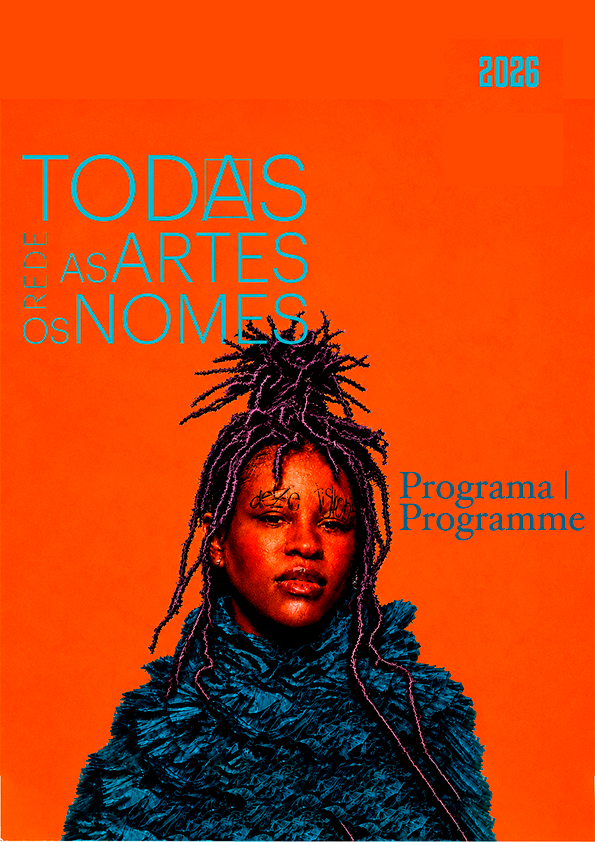 2026
TODAS
REDE
AS ARTES
OS NOMES
Programa |
Programme